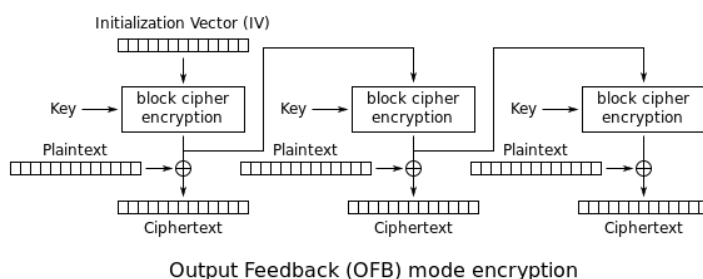 Initialization Vector (IV)
Key
block cipher
encryption
Key
block cipher
encryption
Key
block cipher
encryption
Plaintext
Plaintext
Plaintext
Ciphertext
Ciphertext
Ciphertext
Output Feedback (OFB) mode encryption